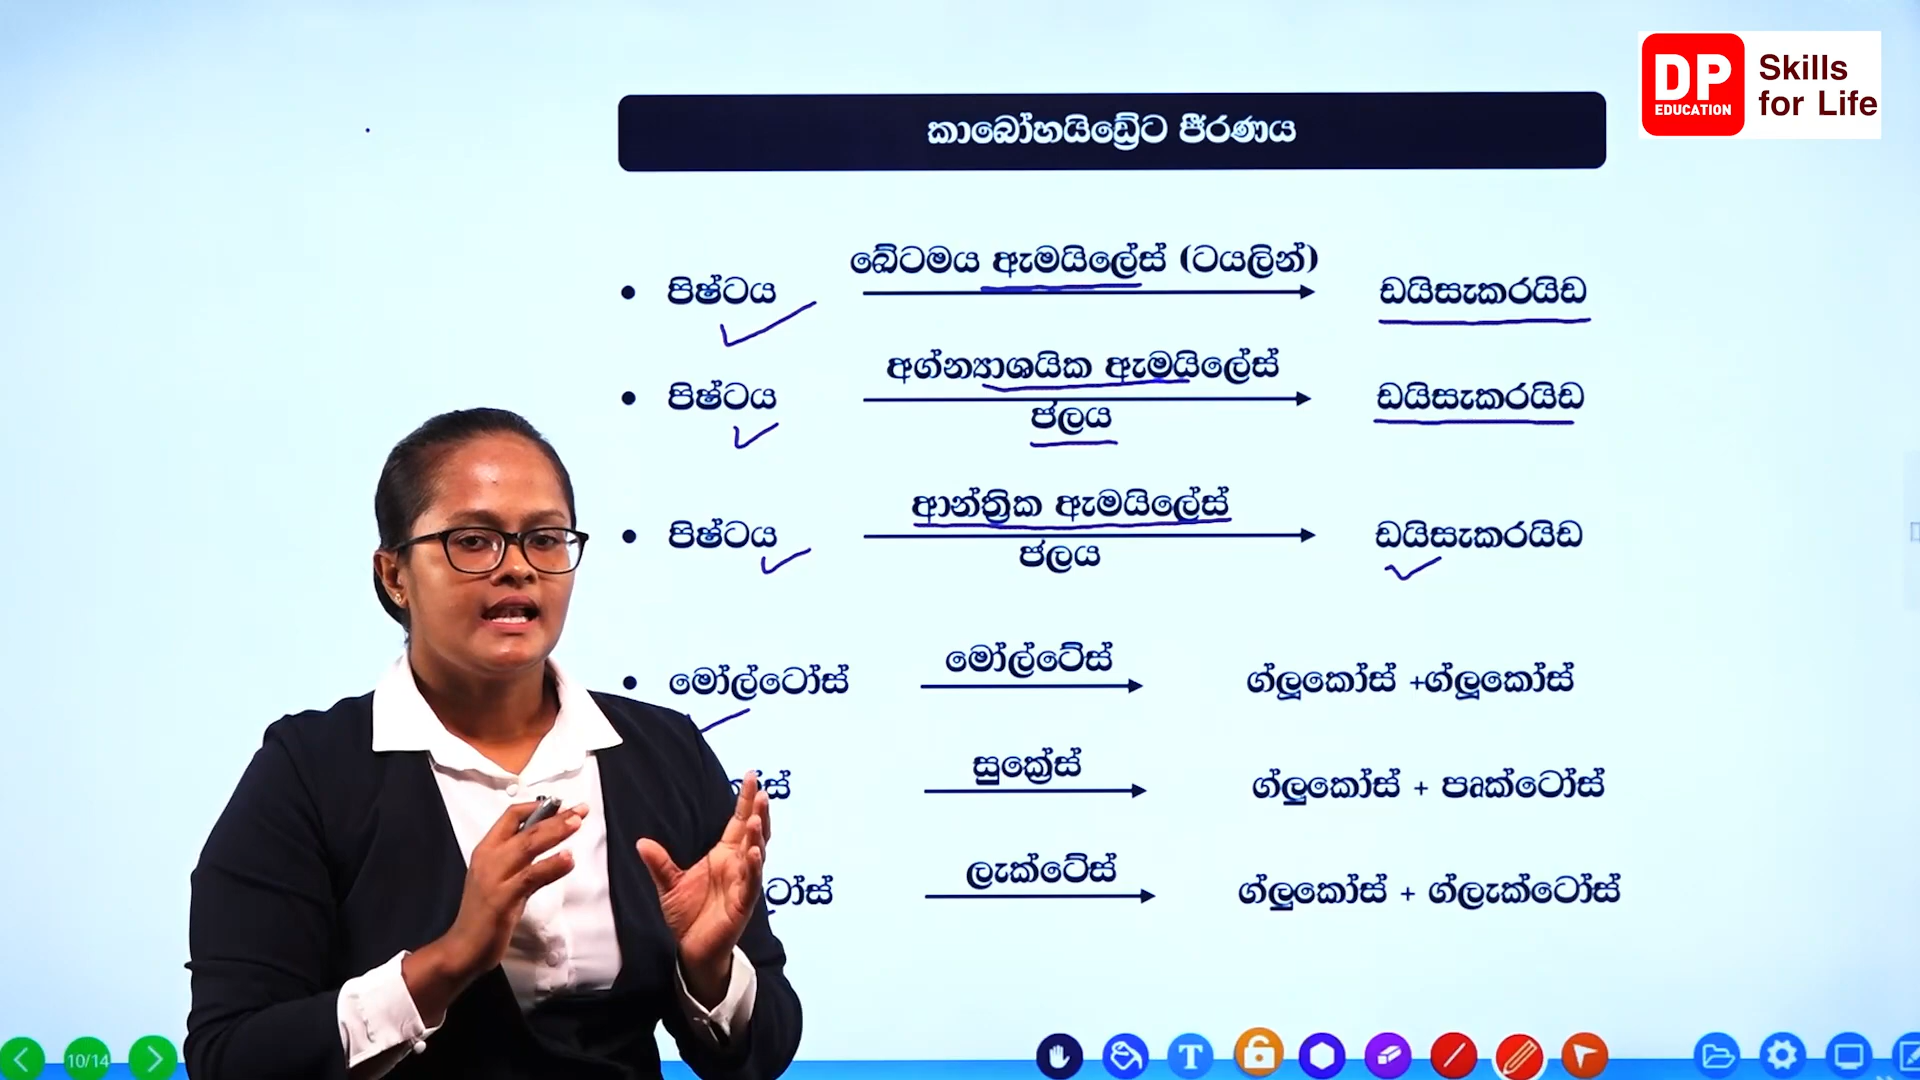 DP
EDUCATION
Skills
for Life
කාබෝහයිඩ්‍රේට ජීරණය
• පිෂ්ටය ඛේටමය ඇමයිලේස් (ටයලින්) ඩයිසැකරයිඩ
• පිෂ්ටය අග්න්‍යාශයික ඇමයිලේස් ඩයිසැකරයිඩ
ජලය
• පිෂ්ටය ආන්ත්‍රික ඇමයිලේස් ඩයිසැකරයිඩ
ජලය
• මෝල්ටෝස් මෝල්ටේස් ග්ලූකෝස් +ග්ලූකෝස්
සුක්‍රේස් ග්ලුකෝස් + පෘක්ටෝස්
ලැක්ටේස් ග්ලුකෝස් + ග්ලැක්ටෝස්
10/14
T